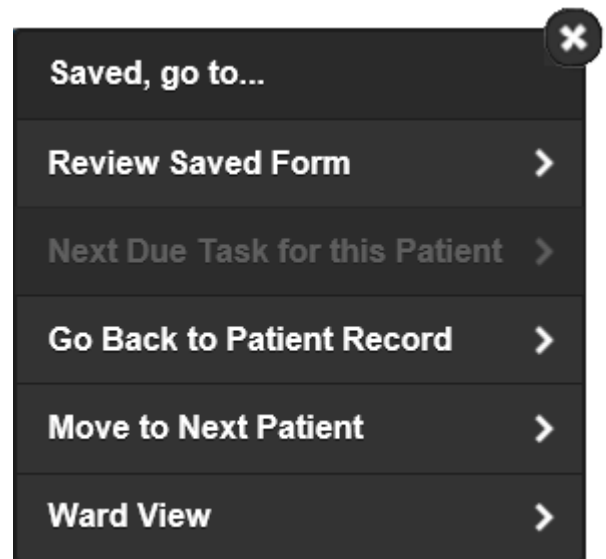 Saved, go to...
Review Saved Form
Next Due Task for this Patient
Go Back to Patient Record
Move to Next Patient
Ward View